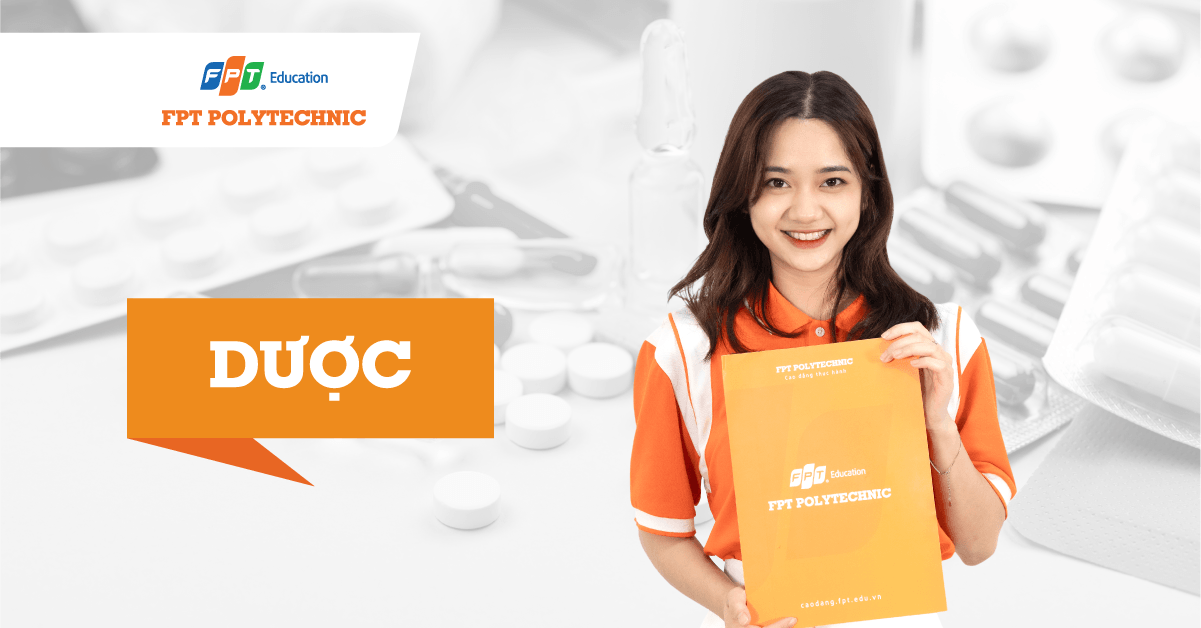 FPT Education
FPT POLYTECHNIC
DƯỢC
FPT POLYTECHNIC
Cao đẳng thực hành
FPT Education
FPT POLYTECHNIC
caodang.fpt.edu.vn